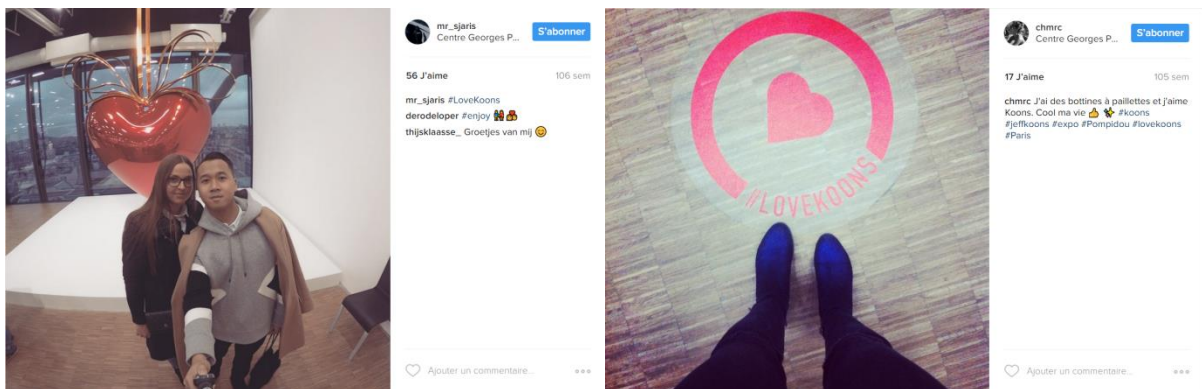 mr_sjaris
Centre Georges P...
S'abonner
56 J'aime
106 sem
mr_sjaris #LoveKoons
derodeloper #enjoy 👫💑
thijsklaasse_ Groetjes van mij 😊
Ajouter un commentaire...
#LOVEKOONS
chmrc
Centre Georges P...
S'abonner
17 J'aime
105 sem
chmrc J'ai des bottines à paillettes et j'aime
Koons. Cool ma vie 👍 ✨ #koons
#jeffkoons #expo #Pompidou #lovekoons
#Paris
Ajouter un commentaire...